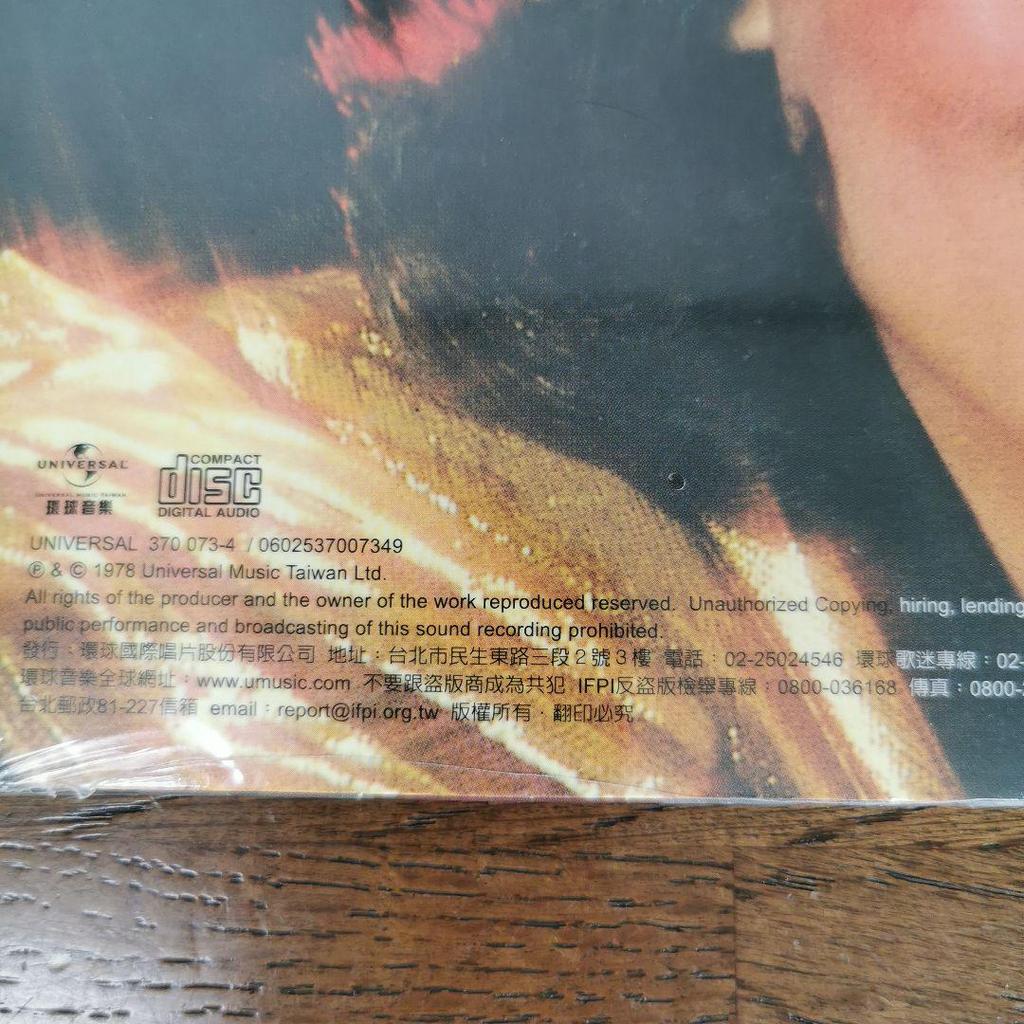 UNIVERSAL
UNIVERSAL MUSIC TAIWAN
環球音樂
COMPACT
disc
DIGITAL AUDIO
UNIVERSAL 370 073-4 / 0602537007349
℗ & © 1978 Universal Music Taiwan Ltd.
All rights of the producer and the owner of the work reproduced reserved. Unauthorized Copying, hiring, lending
public performance and broadcasting of this sound recording prohibited.
發行：環球國際唱片股份有限公司 地址：台北市民生東路三段2號3樓 電話：02-25024546 環球歌迷專線：02-
環球音樂全球網址：www.umusic.com 不要跟盜版商成為共犯 IFPI反盜版檢舉專線：0800-036168 傳真：0800-
台北郵政81-227信箱 email：report@ifpi.org.tw 版權所有‧翻印必究